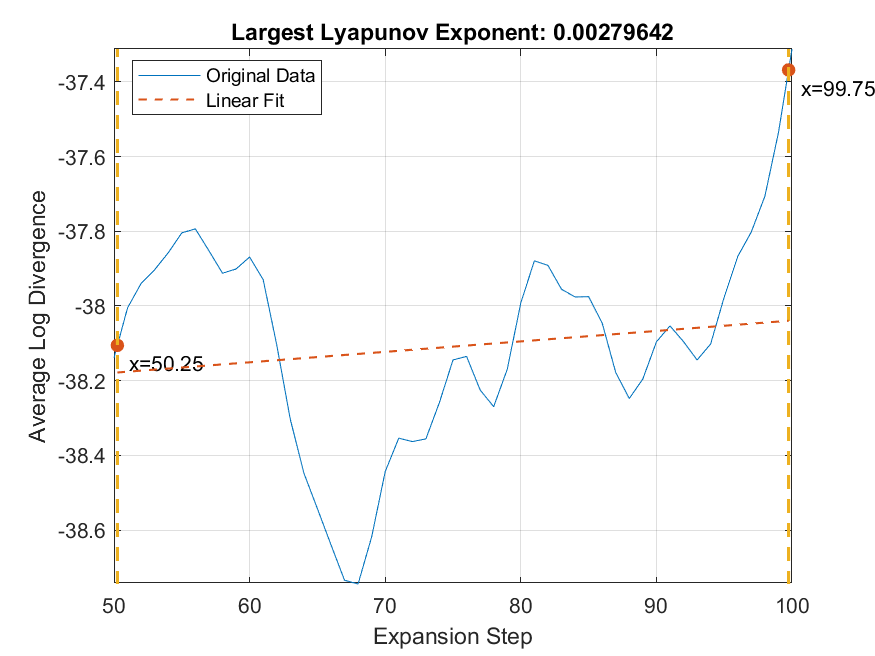 Largest Lyapunov Exponent: 0.00279642
Original Data
Linear Fit
x=99.75
x=50.25
Average Log Divergence
-37.4
-37.6
-37.8
-38
-38.2
-38.4
-38.6
50 60 70 80 90 100
Expansion Step